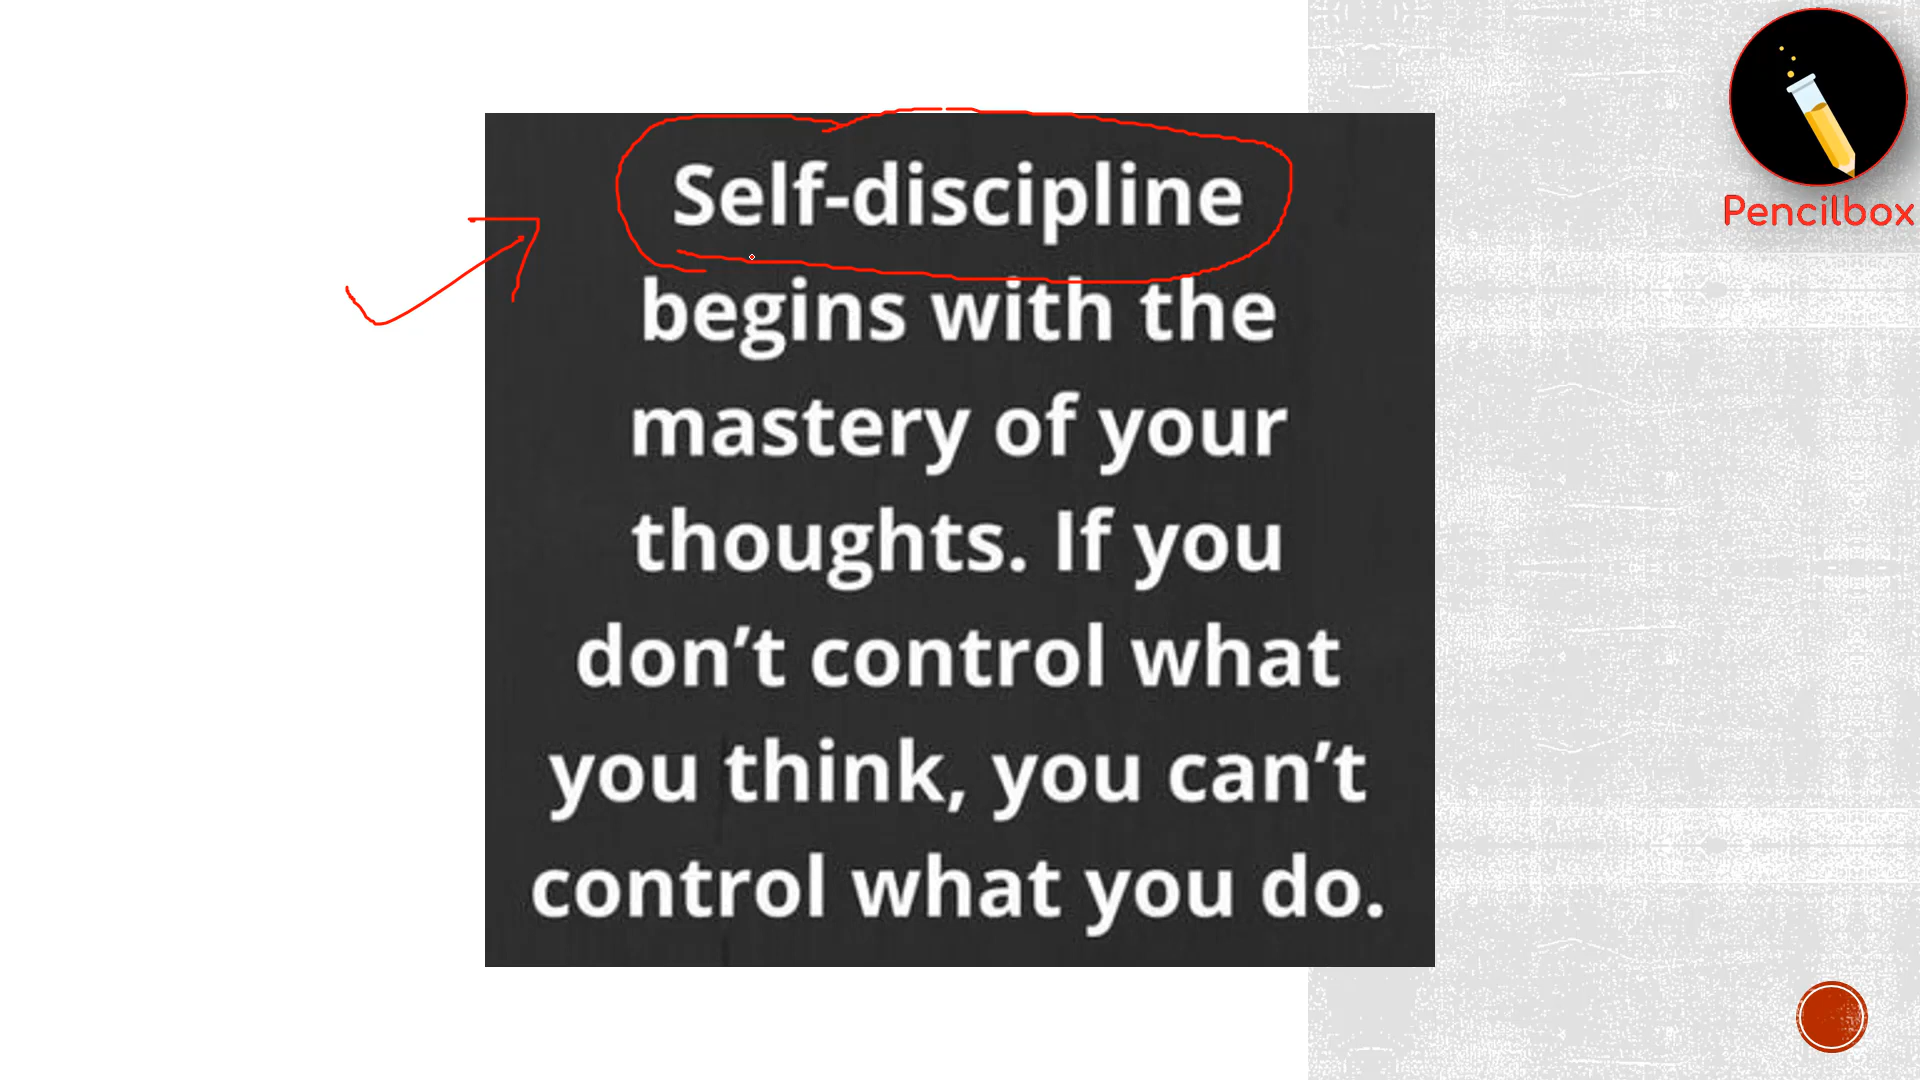 Self-discipline
begins with the
mastery of your
thoughts. If you
don’t control what
you think, you can’t
control what you do.
Pencilbox